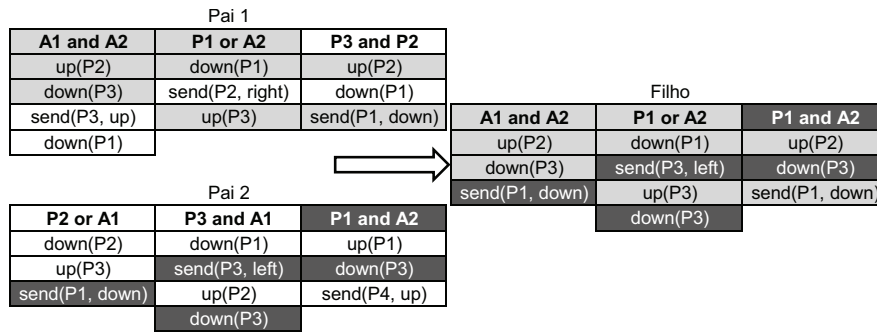 Pai 1
A1 and A2 P1 or A2 P3 and P2
up(P2) down(P1) up(P2)
down(P3) send(P2, right) down(P1)
send(P3, up) up(P3) send(P1, down)
down(P1)
Filho
A1 and A2 P1 or A2 P1 and A2
up(P2) down(P1) up(P2)
down(P3) send(P3, left) down(P3)
send(P1, down) up(P3) send(P1, down)
down(P3)
Pai 2
P2 or A1 P3 and A1 P1 and A2
down(P2) down(P1) up(P1)
up(P3) send(P3, left) down(P3)
send(P1, down) up(P2) send(P4, up)
down(P3)